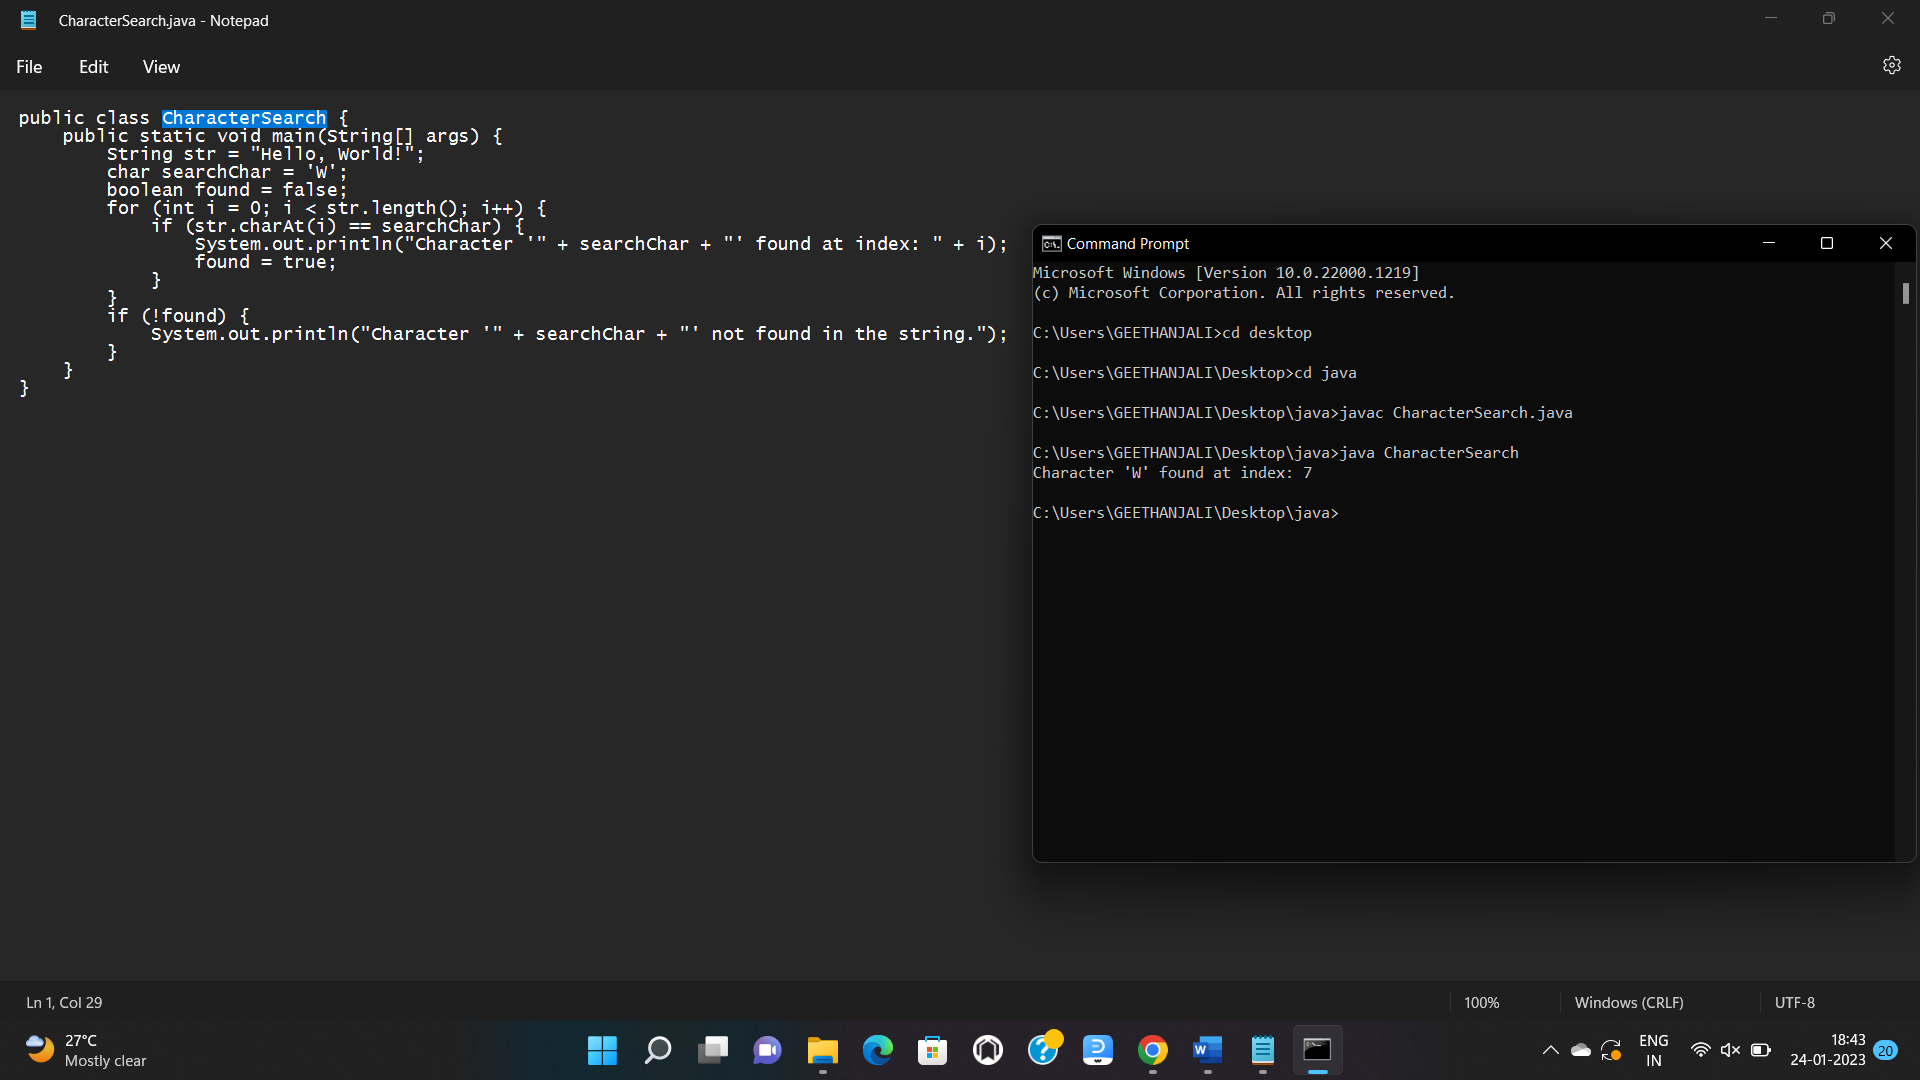 CharacterSearch.java - Notepad
File Edit View
public class CharacterSearch {
    public static void main(String[] args) {
        String str = "Hello, World!";
        char searchChar = 'W';
        boolean found = false;
        for (int i = 0; i < str.length(); i++) {
            if (str.charAt(i) == searchChar) {
                System.out.println("Character '" + searchChar + "' found at index: " + i);
                found = true;
            }
        }
        if (!found) {
            System.out.println("Character '" + searchChar + "' not found in the string.");
        }
    }
}
Command Prompt
Microsoft Windows [Version 10.0.22000.1219]
(c) Microsoft Corporation. All rights reserved.
C:\Users\GEETHANJALI>cd desktop
C:\Users\GEETHANJALI\Desktop>cd java
C:\Users\GEETHANJALI\Desktop\java>javac CharacterSearch.java
C:\Users\GEETHANJALI\Desktop\java>java CharacterSearch
Character 'W' found at index: 7
C:\Users\GEETHANJALI\Desktop\java>
Ln 1, Col 29 100% Windows (CRLF) UTF-8
27°C
Mostly clear
ENG
IN
18:43
24-01-2023
20